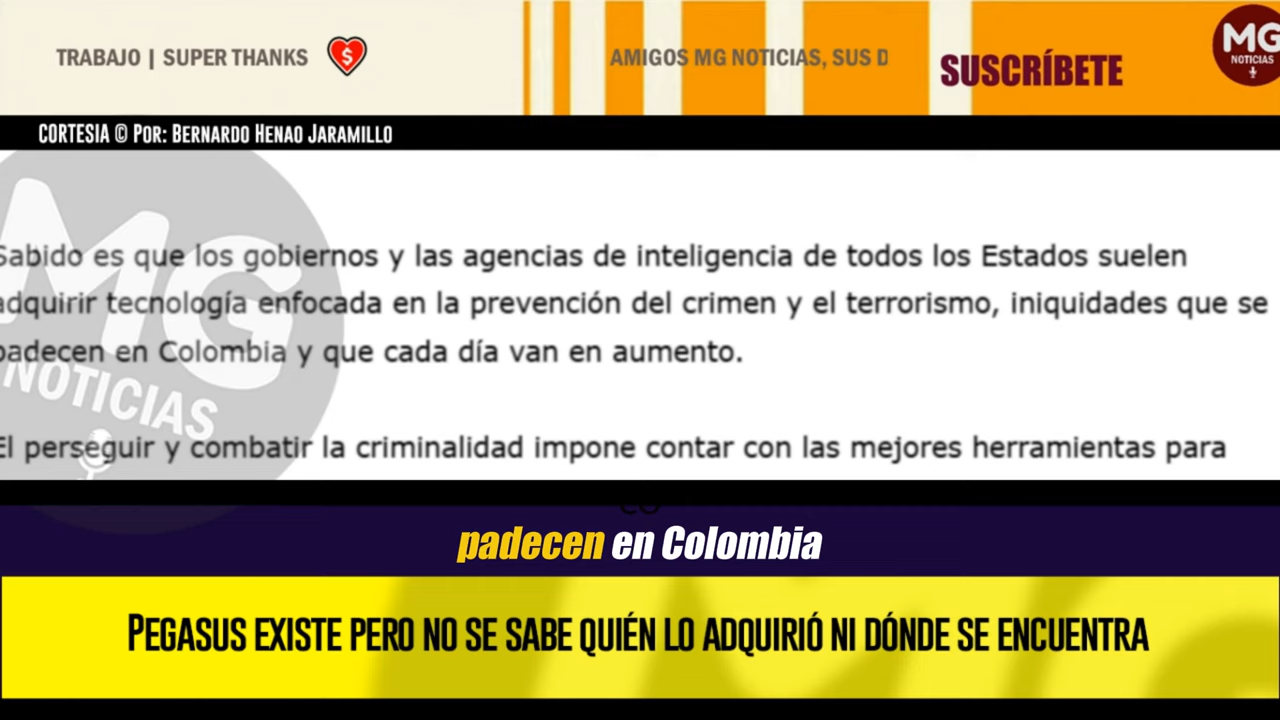 TRABAJO | SUPER THANKS
$
AMIGOS MG NOTICIAS, SUS D
SUSCRÍBETE
MG
NOTICIAS
CORTESIA © POR: BERNARDO HENAO JARAMILLO
MG
NOTICIAS
Sabido es que los gobiernos y las agencias de inteligencia de todos los Estados suelen
adquirir tecnología enfocada en la prevención del crimen y el terrorismo, iniquidades que se
padecen en Colombia y que cada día van en aumento.
El perseguir y combatir la criminalidad impone contar con las mejores herramientas para
padecen en Colombia
PEGASUS EXISTE PERO NO SE SABE QUIÉN LO ADQUIRIÓ NI DÓNDE SE ENCUENTRA